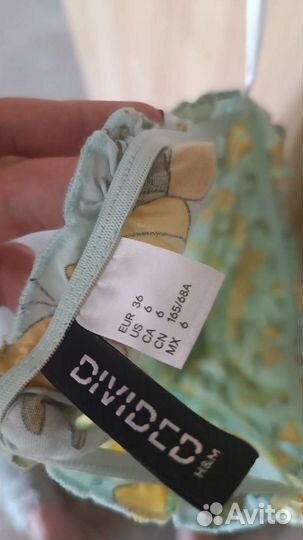 EUR 36
US 6
CA 6
CN 165/68A
MX 6
DIVIDED
H&M
Avito